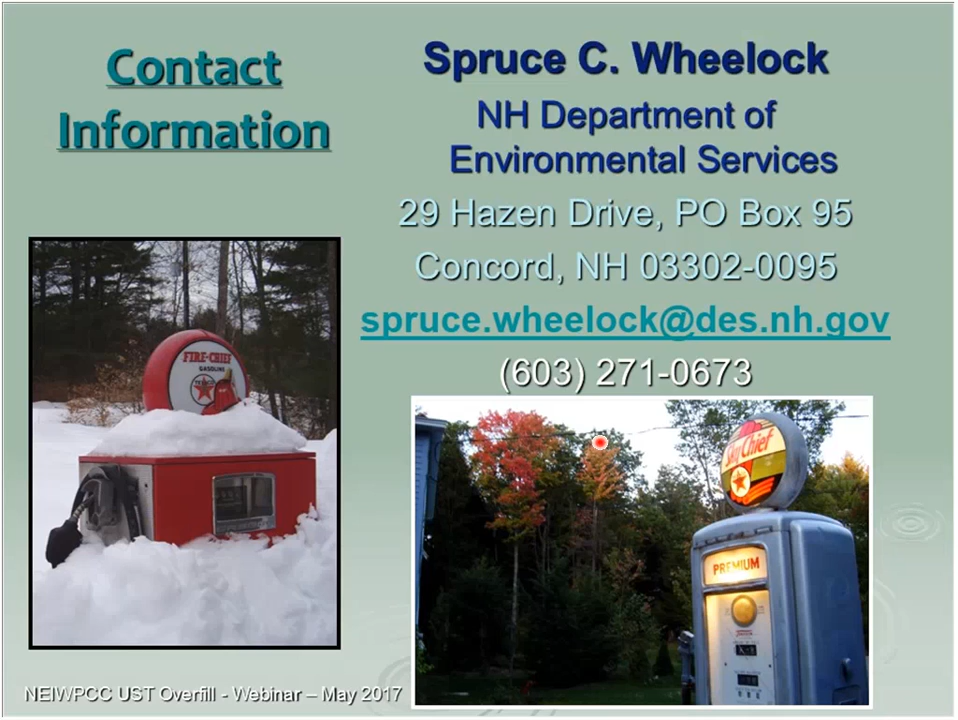 Contact
Information
Spruce C. Wheelock
NH Department of
Environmental Services
29 Hazen Drive, PO Box 95
Concord, NH 03302-0095
spruce.wheelock@des.nh.gov
(603) 271-0673
FIRE-CHIEF
GASOLINE
TEXACO
Sky Chief
PREMIUM
NEIWPCC UST Overfill - Webinar – May 2017